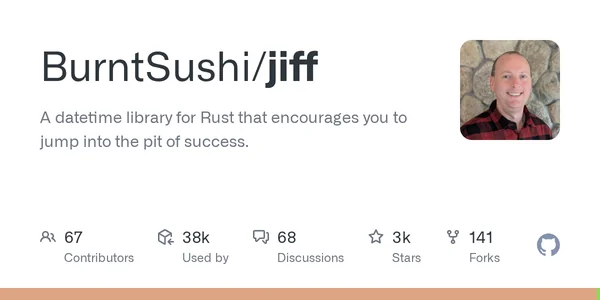 BurntSushi/jiff
A datetime library for Rust that encourages you to
jump into the pit of success.
67
Contributors
38k
Used by
68
Discussions
3k
Stars
141
Forks